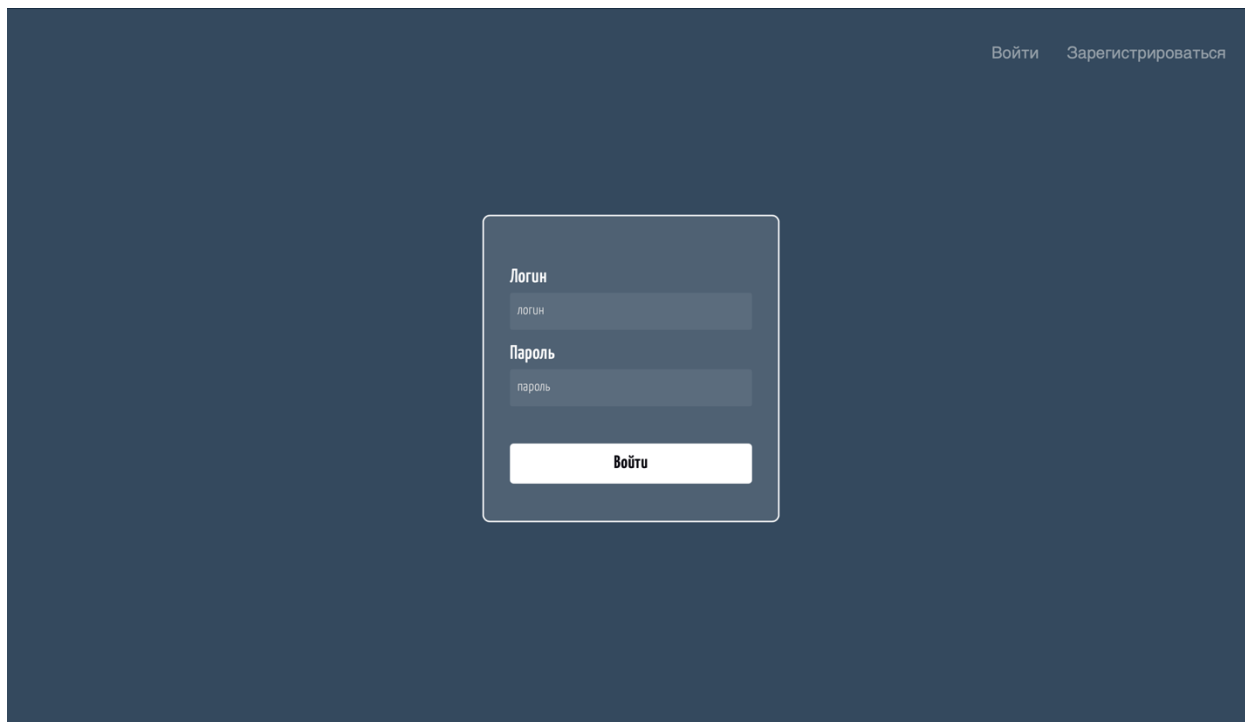 Войти Зарегистрироваться
Логин
логин
Пароль
пароль
Войти